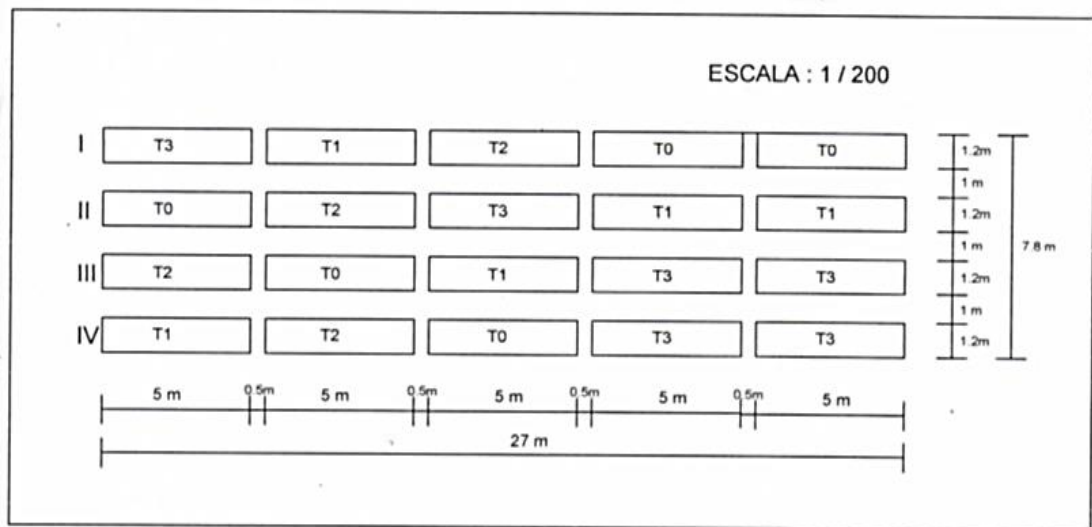 ESCALA : 1 / 200
I T3 T1 T2 T0 T0 1.2m
1 m
II T0 T2 T3 T1 T1 1.2m
1 m 7.8 m
III T2 T0 T1 T3 T3 1.2m
1 m
IV T1 T2 T0 T3 T3 1.2m
5 m 0.5m 5 m 0.5m 5 m 0.5m 5 m 0.5m 5 m
27 m